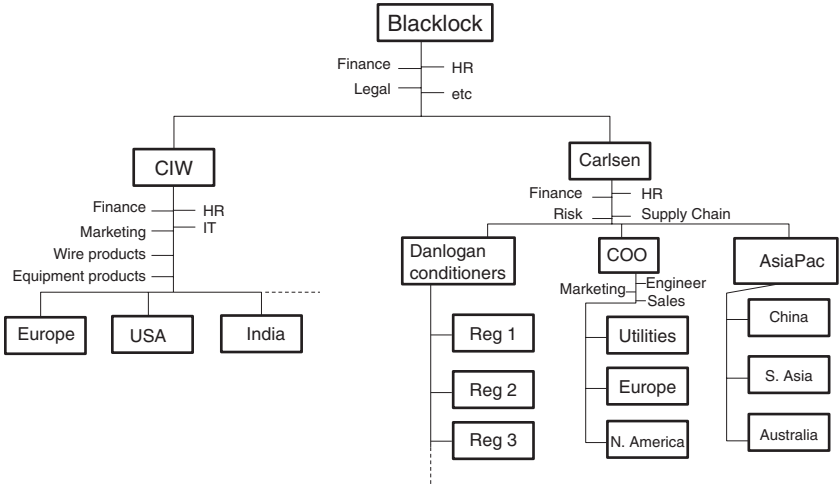 Blacklock
Finance
HR
Legal
etc
CIW
Finance
HR
Marketing
IT
Wire products
Equipment products
Europe
USA
India
Carlsen
Finance
HR
Risk
Supply Chain
Danlogan
conditioners
Reg 1
Reg 2
Reg 3
COO
Engineer
Marketing
Sales
Utilities
Europe
N. America
AsiaPac
China
S. Asia
Australia